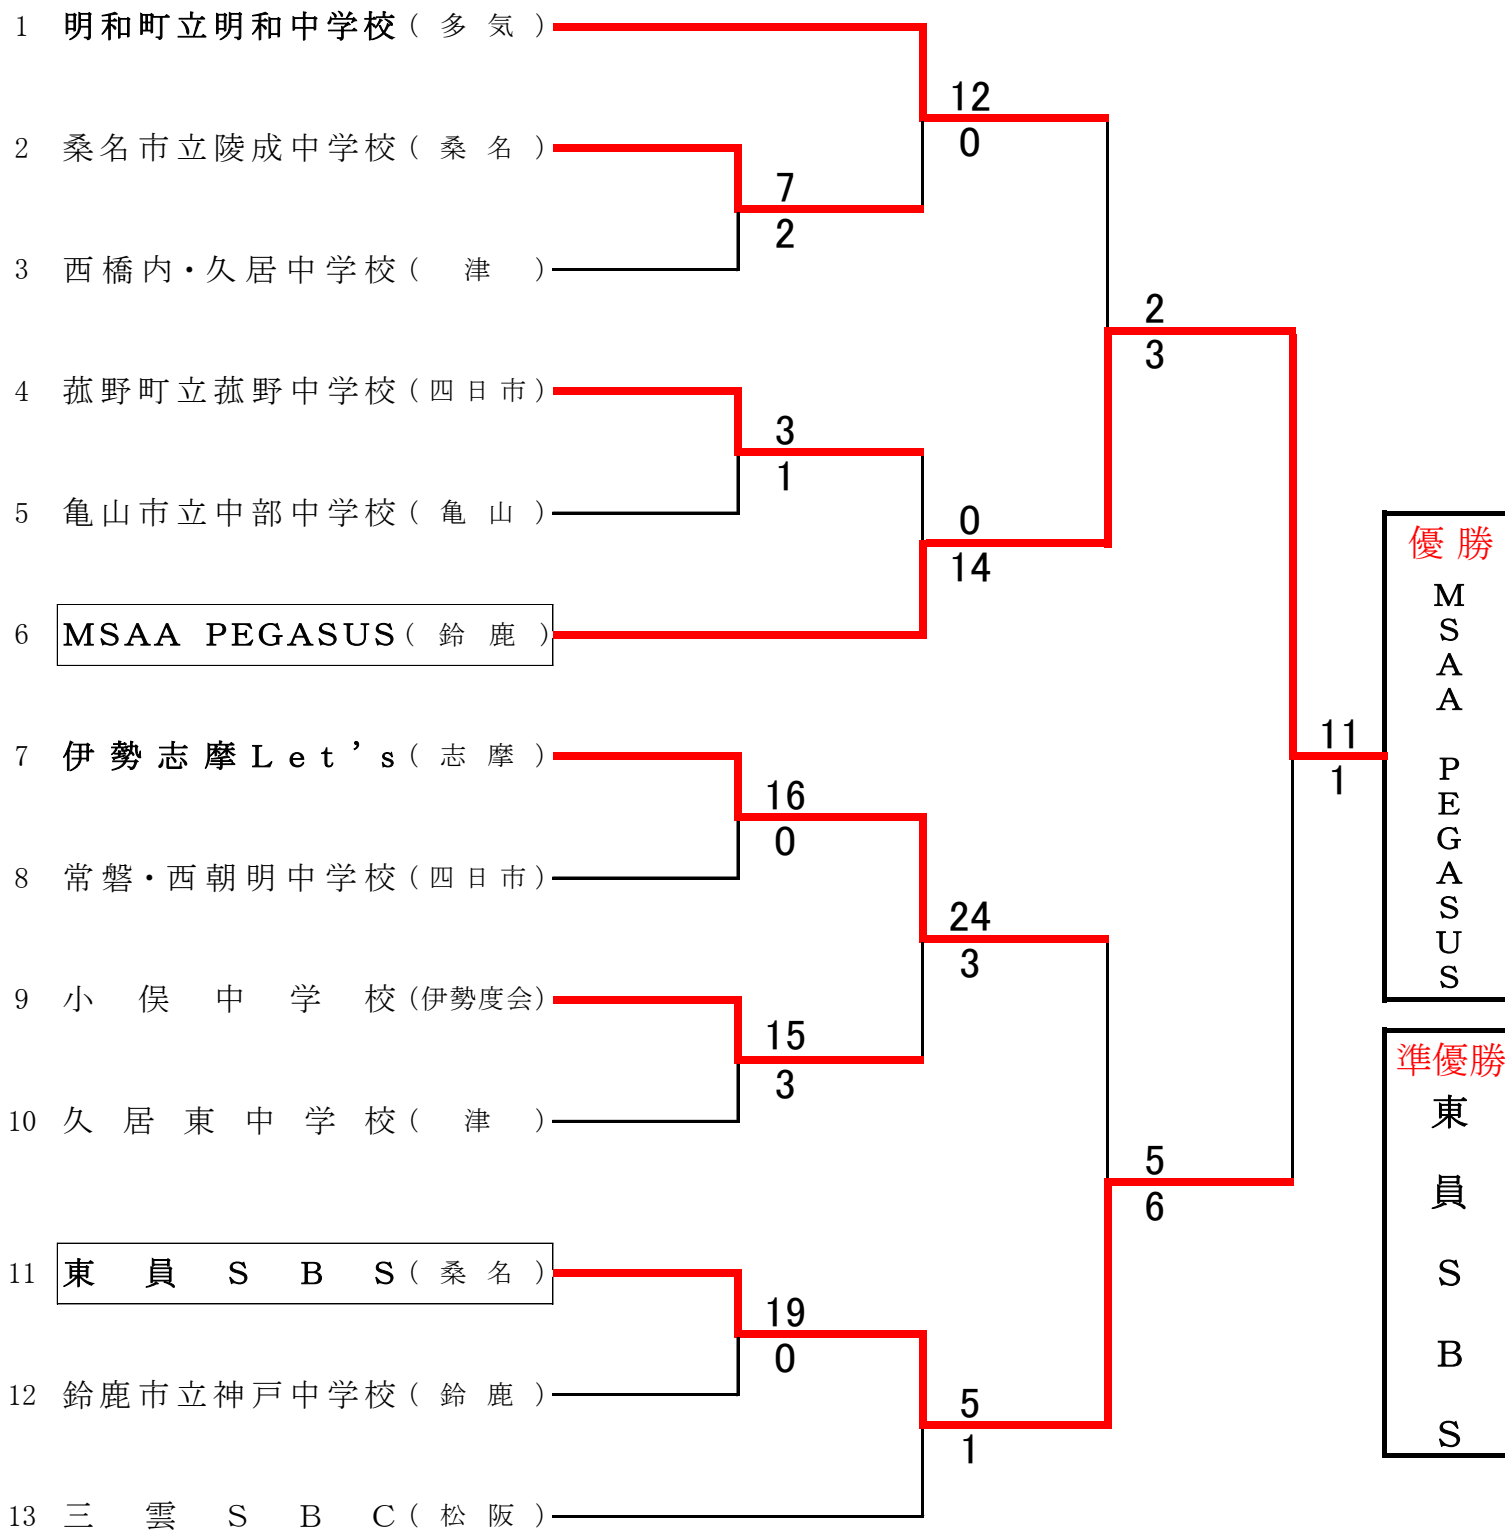 1 明和町立明和中学校(多気)
12
0
2 桑名市立陵成中学校(桑名)
7
2
3 西橋内・久居中学校(津)
2
3
4 菰野町立菰野中学校(四日市)
3
1
5 亀山市立中部中学校(亀山)
0
14
6 MSAA PEGASUS(鈴鹿)
7 伊勢志摩Let's(志摩)
11
1
16
0
8 常磐・西朝明中学校(四日市)
24
3
9 小俣中学校(伊勢度会)
15
3
10 久居東中学校(津)
5
6
11 東員SBS(桑名)
19
0
12 鈴鹿市立神戸中学校(鈴鹿)
5
1
13 三雲SBC(松阪)
優勝
MSAA PEGASUS
準優勝
東員SBS